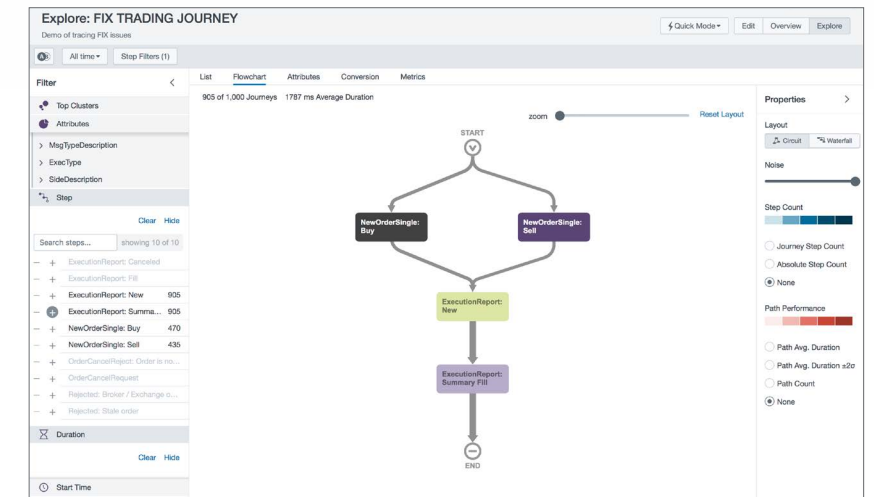 Explore: FIX TRADING JOURNEY
Demo of tracing FIX issues
Quick Mode
Edit
Overview
Explore
All time
Step Filters (1)
Filter
List
Flowchart
Attributes
Conversion
Metrics
905 of 1,000 Journeys
1787 ms Average Duration
zoom
Reset Layout
Top Clusters
Attributes
> MsgTypeDescription
> ExecType
> SideDescription
Step
Clear Hide
Search steps...
showing 10 of 10
− + ExecutionReport: Canceled
− + ExecutionReport: Fill
− + ExecutionReport: New 905
− + ExecutionReport: Summa... 905
− + NewOrderSingle: Buy 470
− + NewOrderSingle: Sell 435
− + OrderCancelReject: Order is no...
− + OrderCancelRequest
− + Rejected: Broker / Exchange o...
− + Rejected: Stale order
Duration
Clear Hide
Start Time
START
NewOrderSingle:
Buy
NewOrderSingle:
Sell
ExecutionReport:
New
ExecutionReport:
Summary Fill
END
Properties
Layout
Circuit
Waterfall
Noise
Step Count
Journey Step Count
Absolute Step Count
None
Path Performance
Path Avg. Duration
Path Avg. Duration ±2σ
Path Count
None